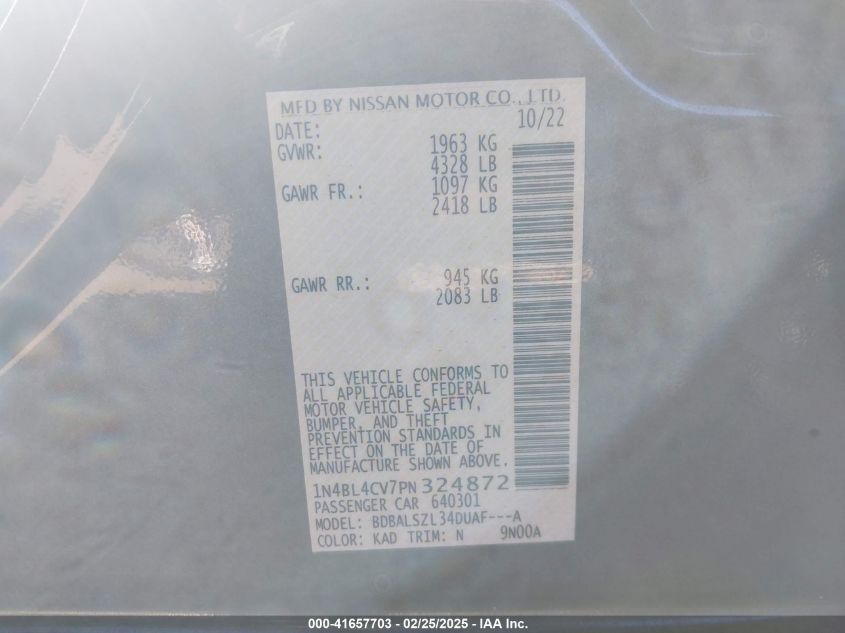 MFD BY NISSAN MOTOR CO., LTD.
DATE: 10/22
GVWR: 1963 KG
4328 LB
GAWR FR.: 1097 KG
2418 LB
GAWR RR.: 945 KG
2083 LB
THIS VEHICLE CONFORMS TO
ALL APPLICABLE FEDERAL
MOTOR VEHICLE SAFETY,
BUMPER, AND THEFT
PREVENTION STANDARDS IN
EFFECT ON THE DATE OF
MANUFACTURE SHOWN ABOVE.
1N4BL4CV7PN324872
PASSENGER CAR 640301
MODEL: BDBALSZL34DUAF---A
COLOR: KAD TRIM: N 9N00A
000-41657703 - 02/25/2025 - IAA Inc.